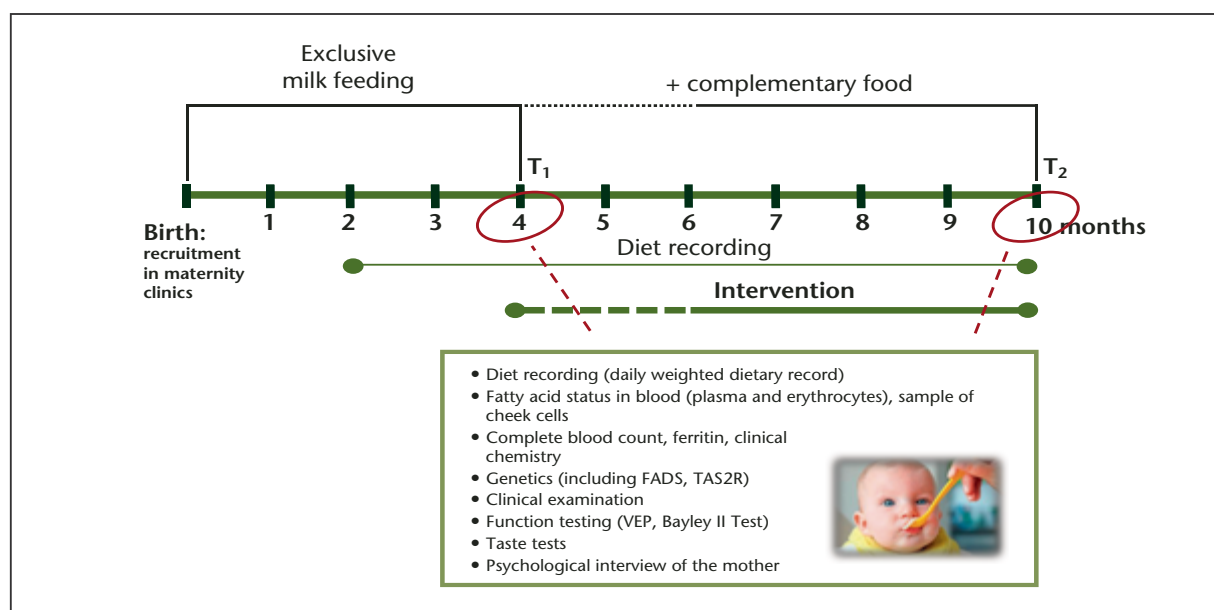 Exclusive
milk feeding
+ complementary food
T₁
T₂
1
2
3
4
5
6
7
8
9
10 months
Birth:
recruitment
in maternity
clinics
Diet recording
Intervention
• Diet recording (daily weighted dietary record)
• Fatty acid status in blood (plasma and erythrocytes), sample of
cheek cells
• Complete blood count, ferritin, clinical
chemistry
• Genetics (including FADS, TAS2R)
• Clinical examination
• Function testing (VEP, Bayley II Test)
• Taste tests
• Psychological interview of the mother